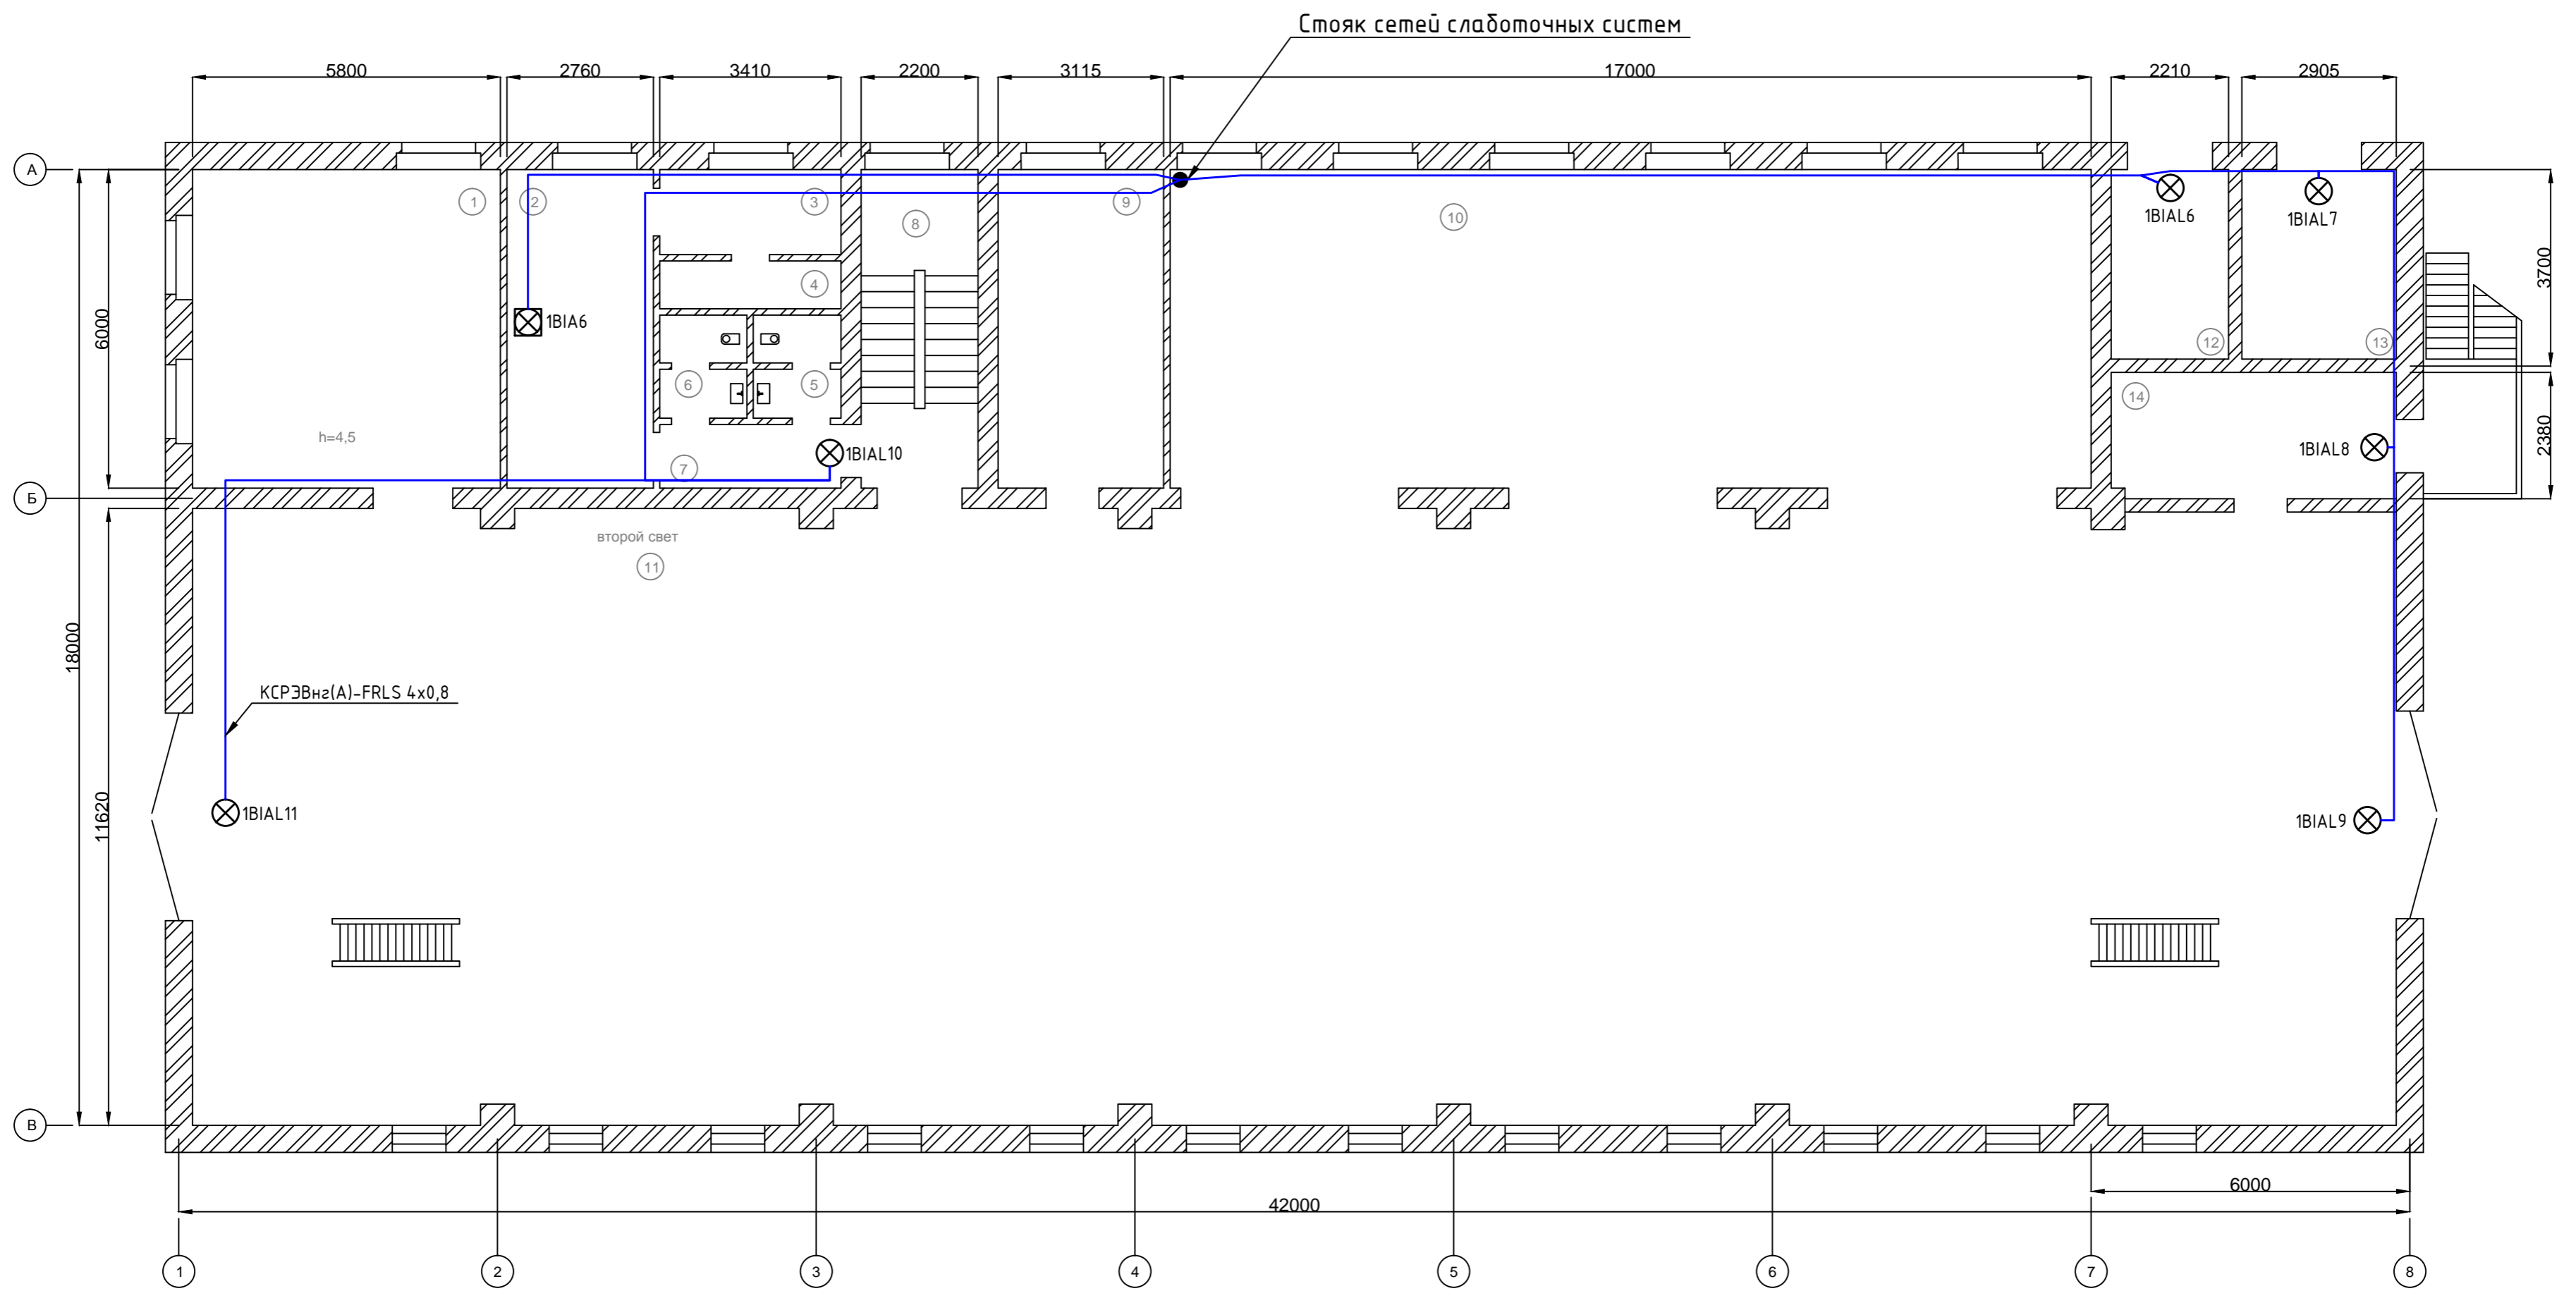 Стояк сетей слаботочных систем
5800
2760
3410
2200
3115
17000
2210
2905
А
1
2
3
8
9
10
1BIAL6
1BIAL7
3700
4
6000
1BIA6
12
13
6
5
14
h=4,5
1BIAL10
1BIAL8
2380
7
Б
второй свет
11
18000
КСРЭВнг(А)-FRLS 4x0,8
11620
1BIAL11
1BIAL9
В
6000
42000
1
2
3
4
5
6
7
8